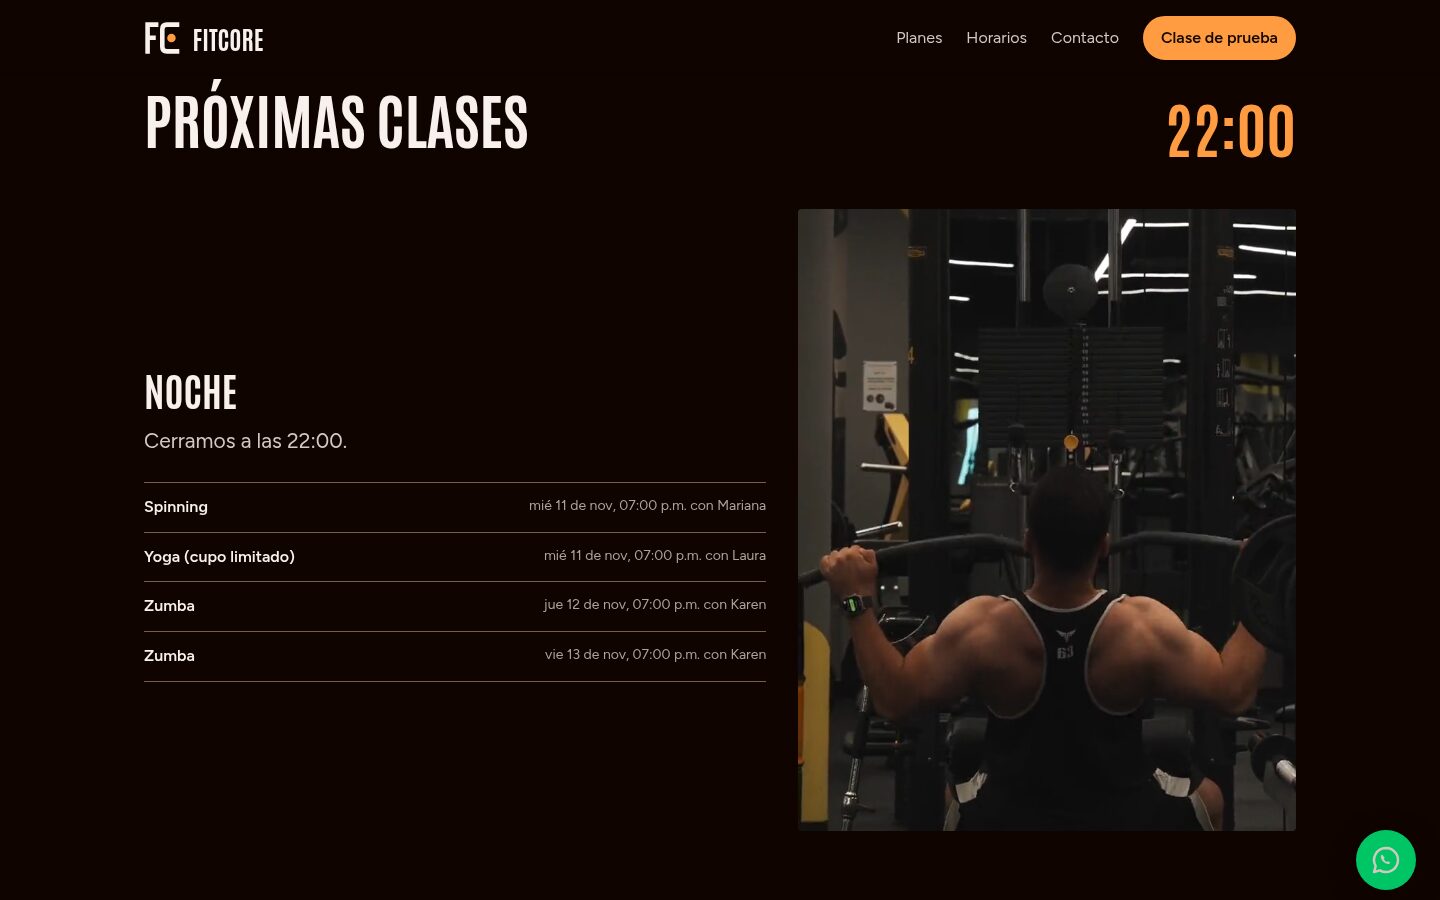 FC FITCORE
Planes Horarios Contacto Clase de prueba
PRÓXIMAS CLASES
22:00
NOCHE
Cerramos a las 22:00.
Spinning mié 11 de nov, 07:00 p.m. con Mariana
Yoga (cupo limitado) mié 11 de nov, 07:00 p.m. con Laura
Zumba jue 12 de nov, 07:00 p.m. con Karen
Zumba vie 13 de nov, 07:00 p.m. con Karen
63